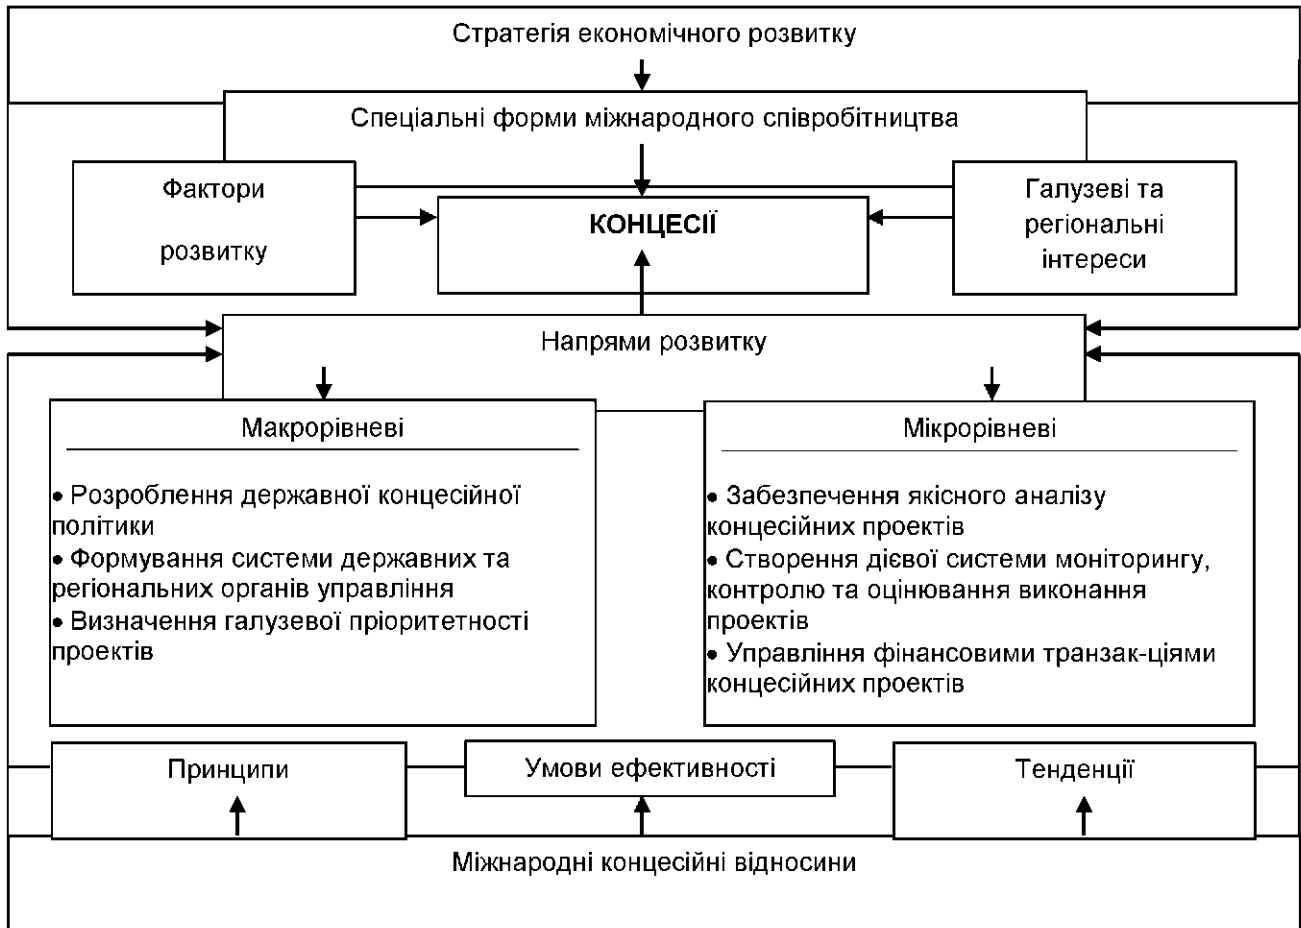 Стратегія економічного розвитку
Спеціальні форми міжнародного співробітництва
Фактори
розвитку
КОНЦЕСІЇ
Галузеві та
регіональні
інтереси
Напрями розвитку
Макрорівневі
• Розроблення державної концесійної
політики
• Формування системи державних та
регіональних органів управління
• Визначення галузевої пріоритетності
проектів
Мікрорівневі
• Забезпечення якісного аналізу
концесійних проектів
• Створення дієвої системи моніторингу,
контролю та оцінювання виконання
проектів
• Управління фінансовими транзак-ціями
концесійних проектів
Принципи
Умови ефективності
Тенденції
Міжнародні концесійні відносини